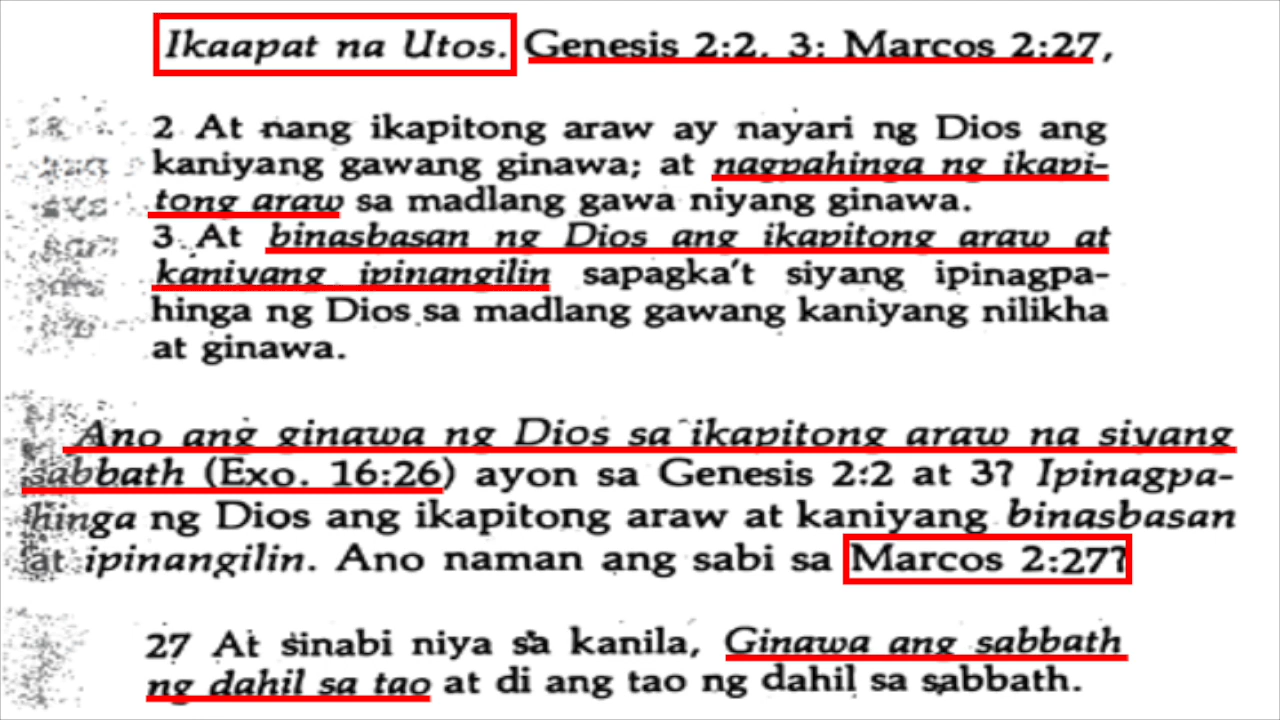 Ikaapat na Utos. Genesis 2:2, 3; Marcos 2:27,
2 At nang ikapitong araw ay nayari ng Dios ang
kaniyang gawang ginawa; at nagpahinga ng ikapi-
tong araw sa madlang gawa niyang ginawa.
3 At binasbasan ng Dios ang ikapitong araw at
kaniyang ipinangilin sapagka't siyang ipinagpa-
hinga ng Dios sa madlang gawang kaniyang nilikha
at ginawa.
Ano ang ginawa ng Dios sa ikapitong araw na siyang
sabbath (Exo. 16:26) ayon sa Genesis 2:2 at 3? Ipinagpa-
hinga ng Dios ang ikapitong araw at kaniyang binasbasan
at ipinangilin. Ano naman ang sabi sa Marcos 2:27?
27 At sinabi niya sa kanila, Ginawa ang sabbath
ng dahil sa tao at di ang tao ng dahil sa sabbath.